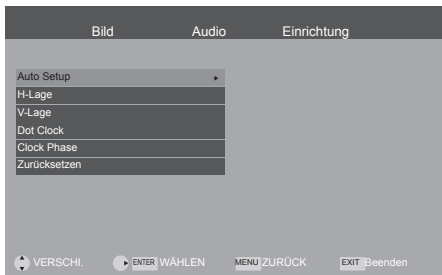 Bild Audio Einrichtung
Auto Setup
H-Lage
V-Lage
Dot Clock
Clock Phase
Zurücksetzen
VERSCHI. ENTER WÄHLEN MENU ZURÜCK EXIT Beenden